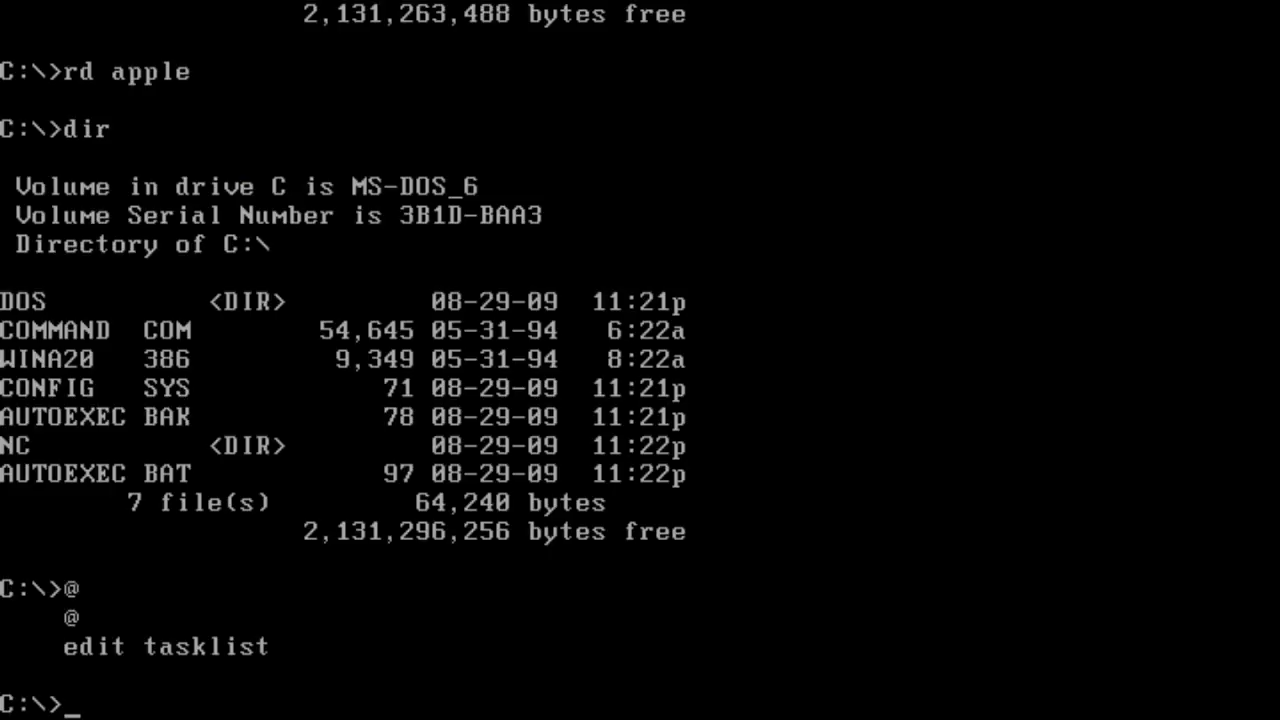 2,131,263,488 bytes free
C:\>rd apple
C:\>dir
Volume in drive C is MS-DOS_6
Volume Serial Number is 3B1D-BAA3
Directory of C:\
DOS <DIR> 08-29-09 11:21p
COMMAND COM 54,645 05-31-94 6:22a
WINA20 386 9,349 05-31-94 8:22a
CONFIG SYS 71 08-29-09 11:21p
AUTOEXEC BAK 78 08-29-09 11:21p
NC <DIR> 08-29-09 11:22p
AUTOEXEC BAT 97 08-29-09 11:22p
7 file(s) 64,240 bytes
2,131,296,256 bytes free
C:\>@
@
edit tasklist
C:\>_